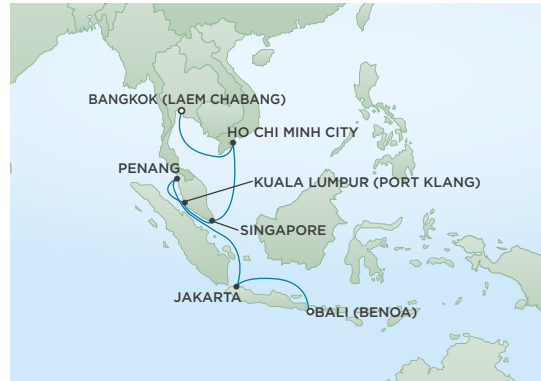 BANGKOK (LAEM CHABANG)
HO CHI MINH CITY
PENANG
KUALA LUMPUR (PORT KLANG)
SINGAPORE
JAKARTA
BALI (BENOA)